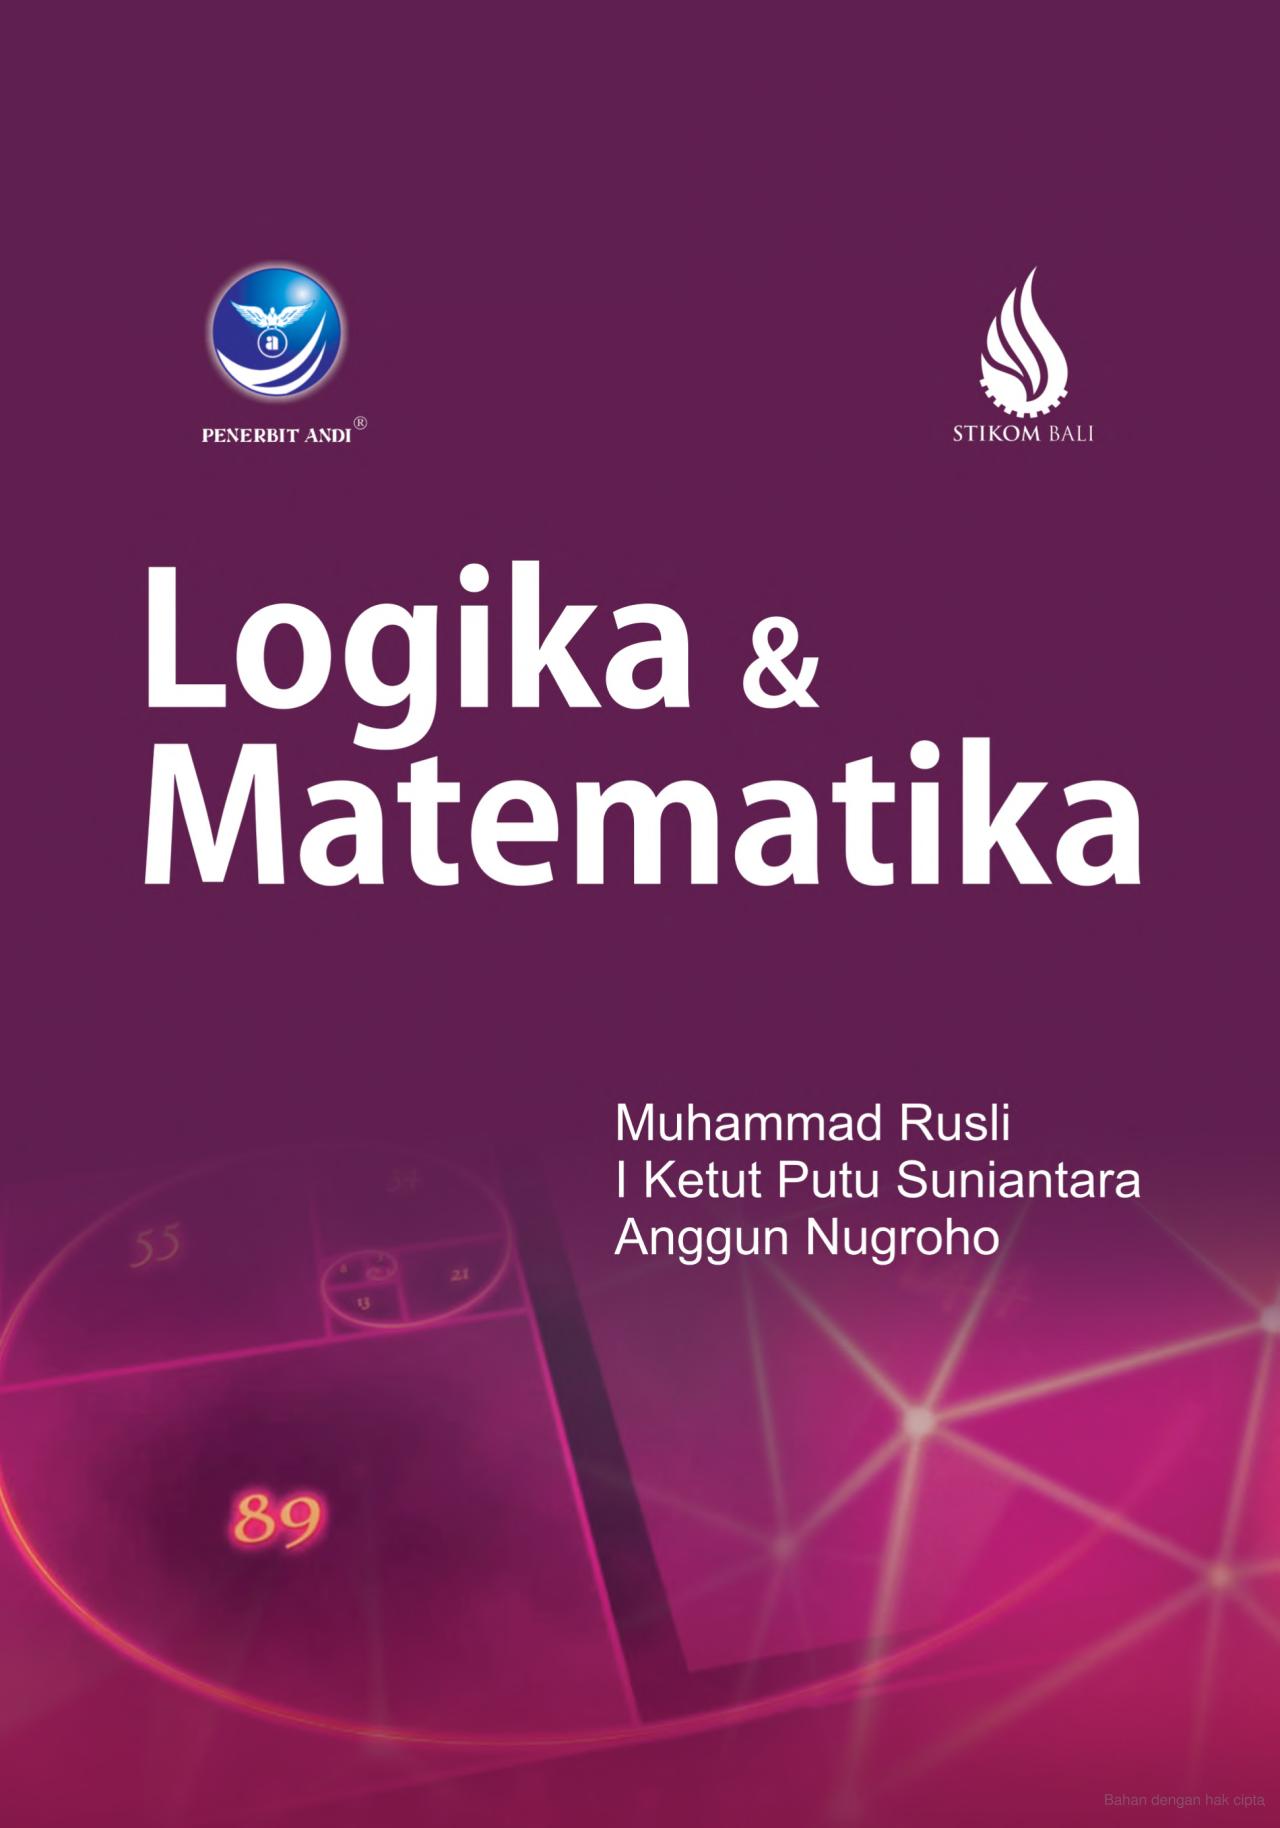 a
PENERBIT ANDI®
STIKOM BALI
Logika &
Matematika
Muhammad Rusli
I Ketut Putu Suniantara
Anggun Nugroho
34
55
21
13
89
Bahan dengan hak cipta